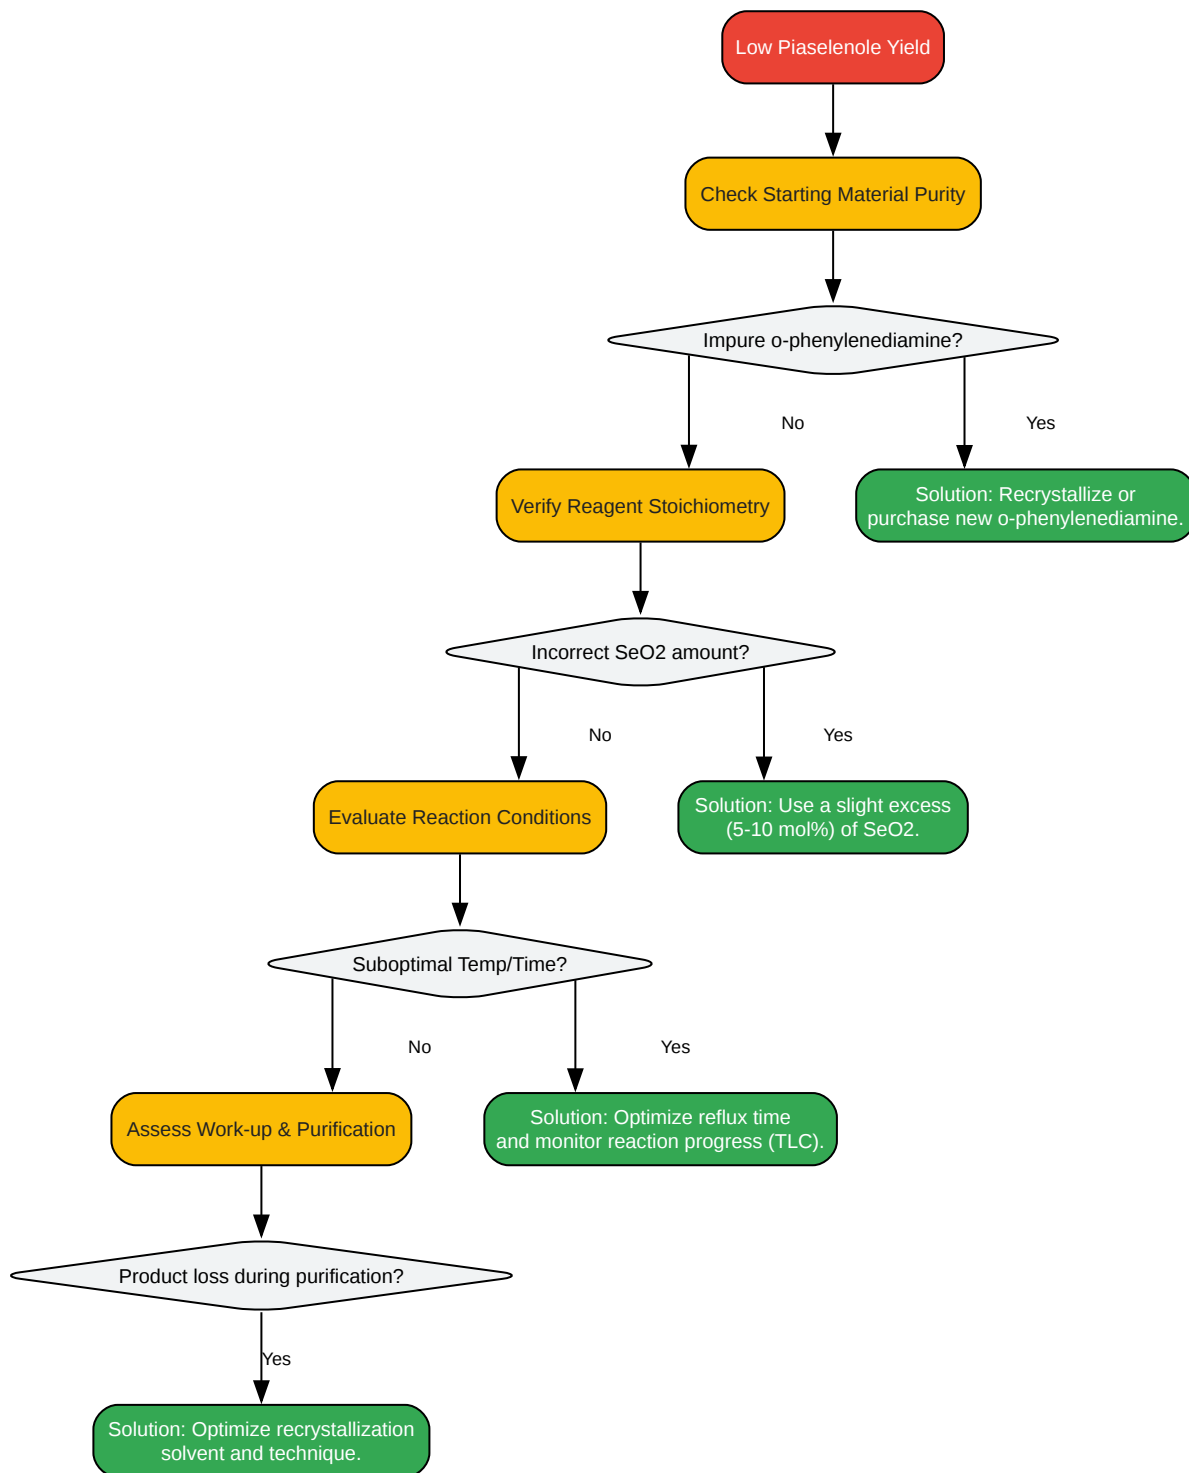 Low Piaselenole Yield
Check Starting Material Purity
Impure o-phenylenediamine?
No
Yes
Verify Reagent Stoichiometry
Solution: Recrystallize or
purchase new o-phenylenediamine.
Incorrect SeO2 amount?
No
Yes
Evaluate Reaction Conditions
Solution: Use a slight excess
(5-10 mol%) of SeO2.
Suboptimal Temp/Time?
No
Yes
Assess Work-up & Purification
Solution: Optimize reflux time
and monitor reaction progress (TLC).
Product loss during purification?
Yes
Solution: Optimize recrystallization
solvent and technique.